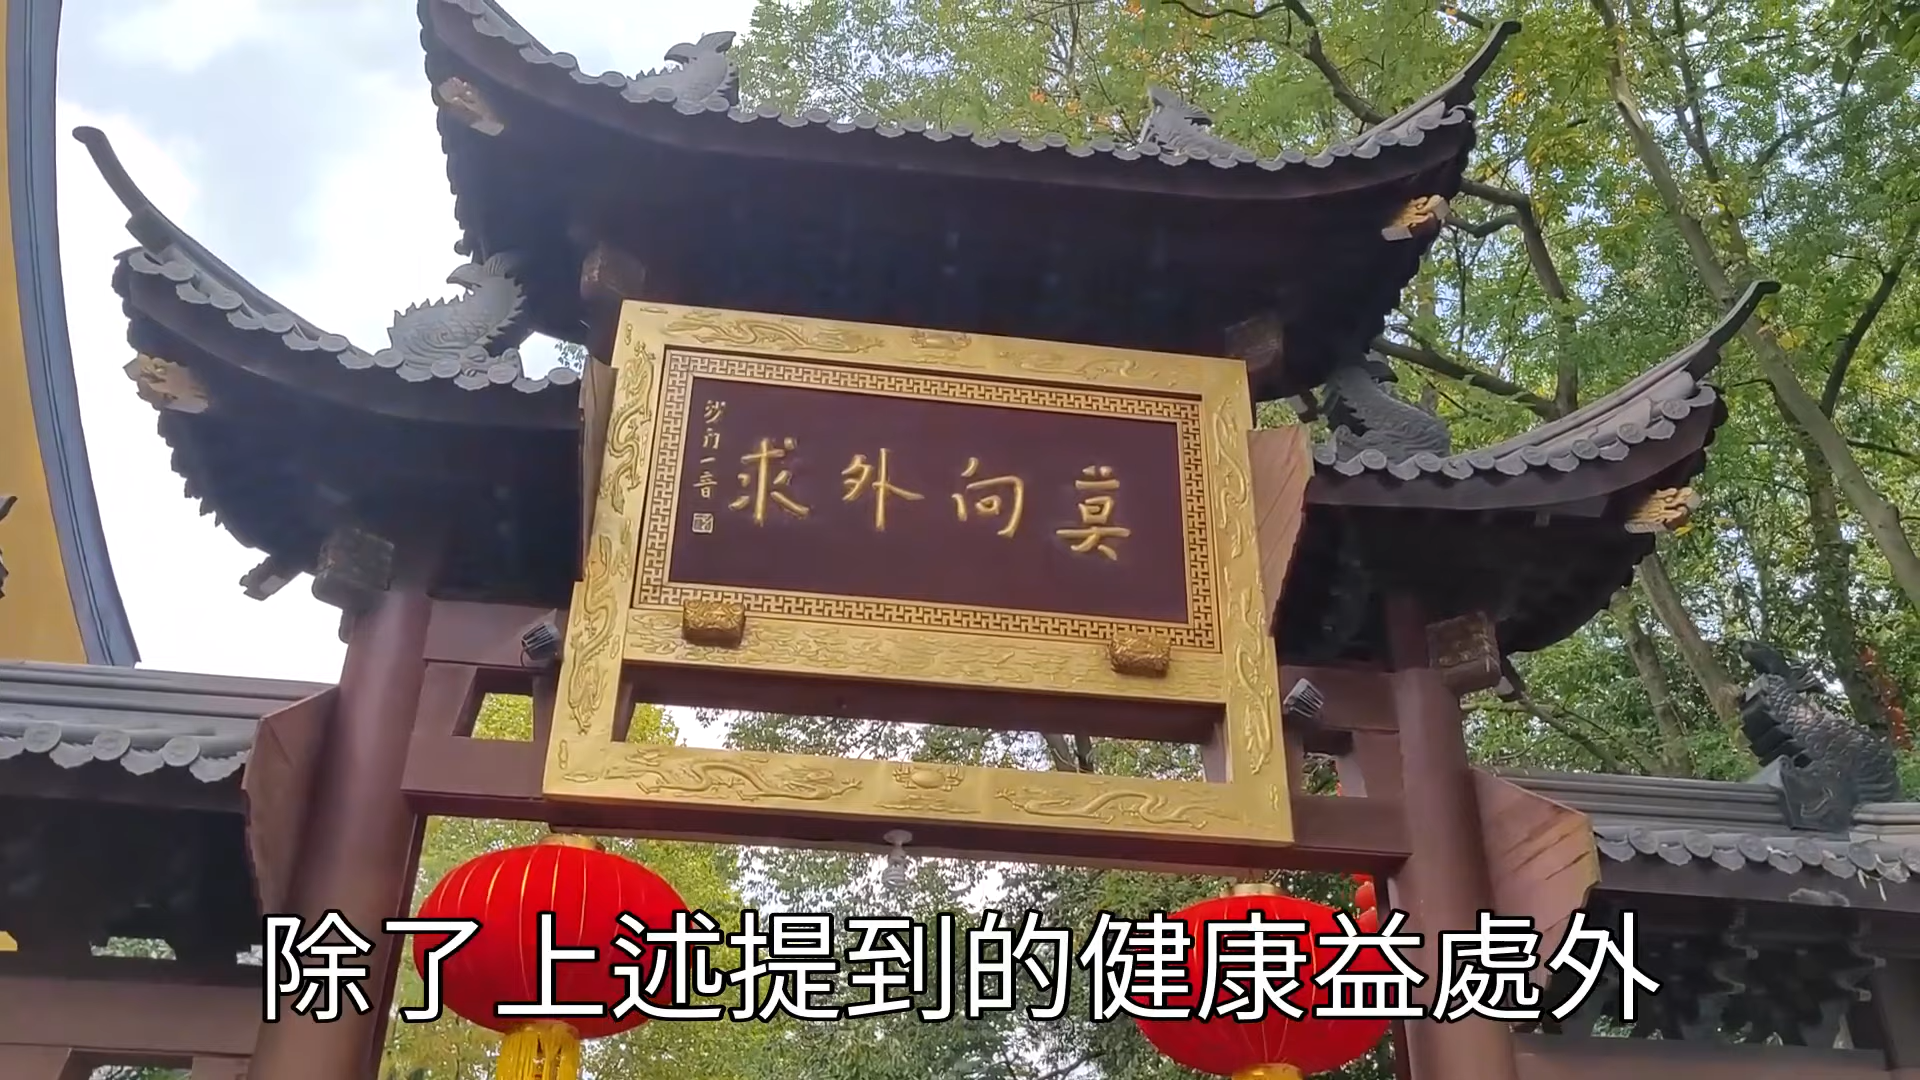 莫向外求
沙门一音
除了上述提到的健康益處外